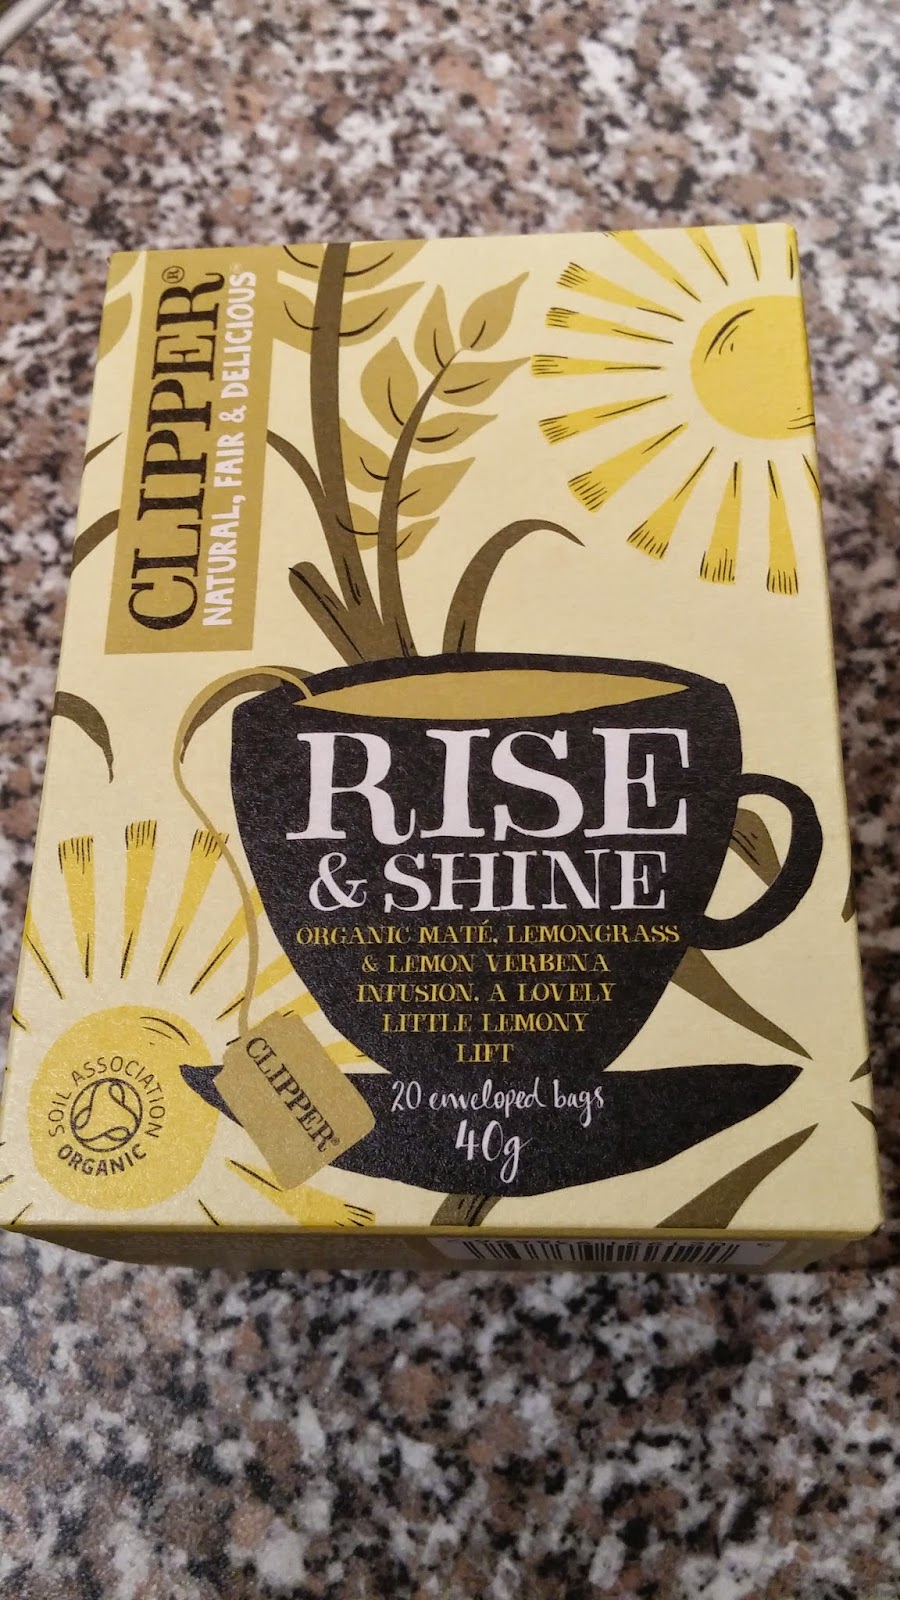 CLIPPER®
NATURAL, FAIR & DELICIOUS™
RISE
& SHINE
ORGANIC MATÉ, LEMONGRASS
& LEMON VERBENA
INFUSION. A LOVELY
LITTLE LEMONY
LIFT
20 enveloped bags
40g
CLIPPER®
SOIL ASSOCIATION
ORGANIC